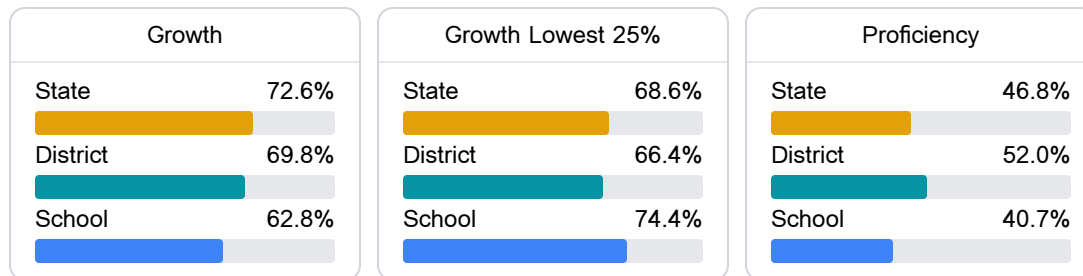 Growth
State 72.6%
District 69.8%
School 62.8%
Growth Lowest 25%
State 68.6%
District 66.4%
School 74.4%
Proficiency
State 46.8%
District 52.0%
School 40.7%